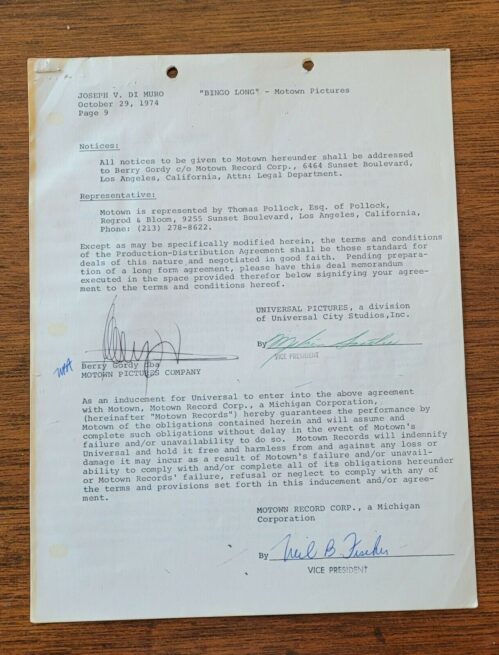 JOSEPH V. DI MURO "BINGO LONG" - Motown Pictures
October 29, 1974
Page 9
Notices:
All notices to be given to Motown hereunder shall be addressed
to Berry Gordy c/o Motown Record Corp., 6464 Sunset Boulevard,
Los Angeles, California, Attn: Legal Department.
Representative:
Motown is represented by Thomas Pollock, Esq. of Pollock,
Regrod & Bloom, 9255 Sunset Boulevard, Los Angeles, California,
Phone: (213) 278-8622.
Except as may be specifically modified herein, the terms and conditions
of the Production-Distribution Agreement shall be those standard for
deals of this nature and negotiated in good faith. Pending prepara-
tion of a long form agreement, please have this deal memorandum
executed in the space provided therefor below signifying your agree-
ment to the terms and conditions hereof.
UNIVERSAL PICTURES, a division
of Universal City Studios,Inc.
By
VICE PRESIDENT
Berry Gordy dba
MOTOWN PICTURES COMPANY
As an inducement for Universal to enter into the above agreement
with Motown, Motown Record Corp., a Michigan Corporation,
(hereinafter "Motown Records") hereby guarantees the performance by
Motown of the obligations contained herein and will assume and
complete such obligations without delay in the event of Motown's
failure and/or unavailability to do so. Motown Records will indemnify
Universal and hold it free and harmless from and against any loss or
damage it may incur as a result of Motown's failure and/or unavail-
ability to comply with and/or complete all of its obligations hereunder
or Motown Records' failure, refusal or neglect to comply with any of
the terms and provisions set forth in this inducement and/or agree-
ment.
MOTOWN RECORD CORP., a Michigan
Corporation
By Neil B. Fischer
VICE PRESIDENT